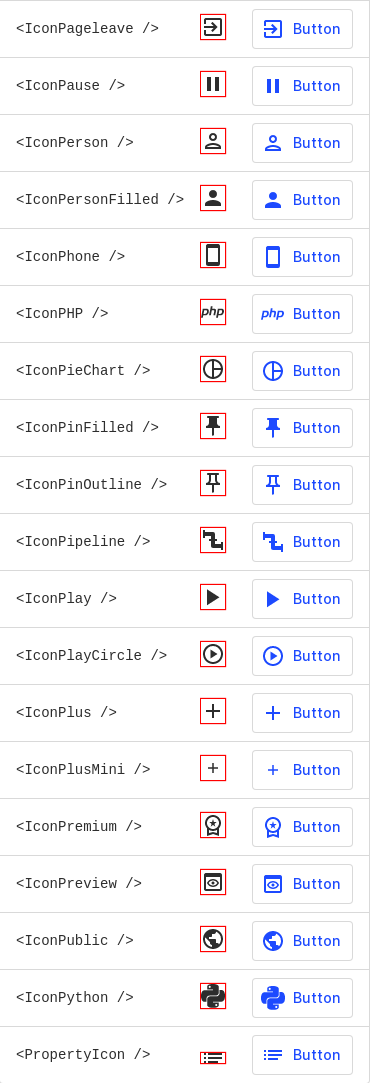 <IconPageleave /> Button
<IconPause /> Button
<IconPerson /> Button
<IconPersonFilled /> Button
<IconPhone /> Button
<IconPHP /> php php Button
<IconPieChart /> Button
<IconPinFilled /> Button
<IconPinOutline /> Button
<IconPipeline /> Button
<IconPlay /> Button
<IconPlayCircle /> Button
<IconPlus /> Button
<IconPlusMini /> Button
<IconPremium /> Button
<IconPreview /> Button
<IconPublic /> Button
<IconPython /> Button
<PropertyIcon /> Button